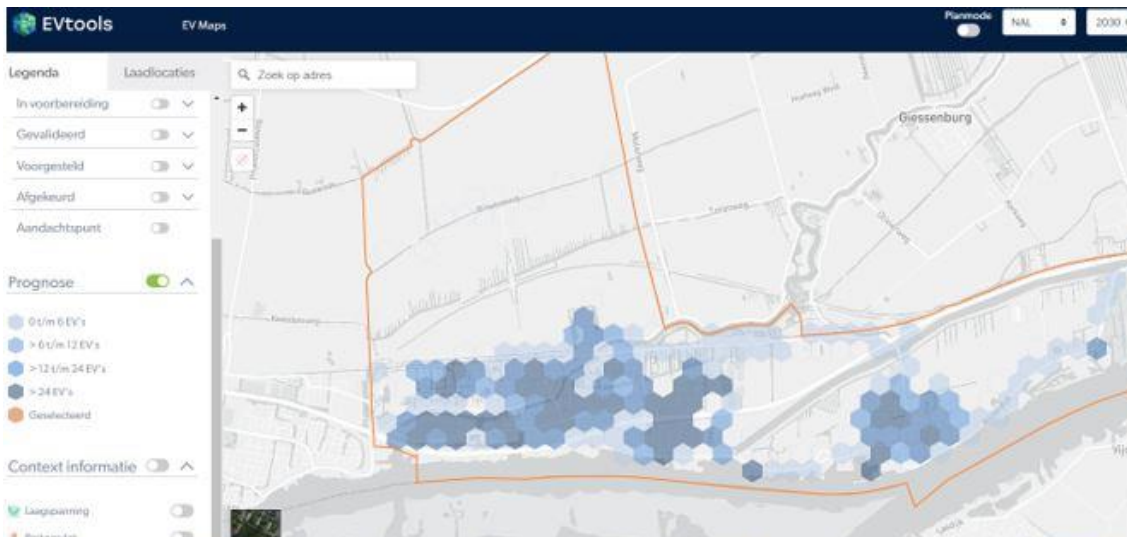 EVtools
EV Maps
Planmode
NAL
2030
Legenda
Laadlocaties
Zoek op adres
In voorbereiding
Gevalideerd
Voorgesteld
Afgekeurd
Aandachtspunt
Prognose
0 t/m 6 EV's
> 6 t/m 12 EV's
> 12 t/m 24 EV's
> 24 EV's
Geselecteerd
Context informatie
Laagspanning
Giessenburg